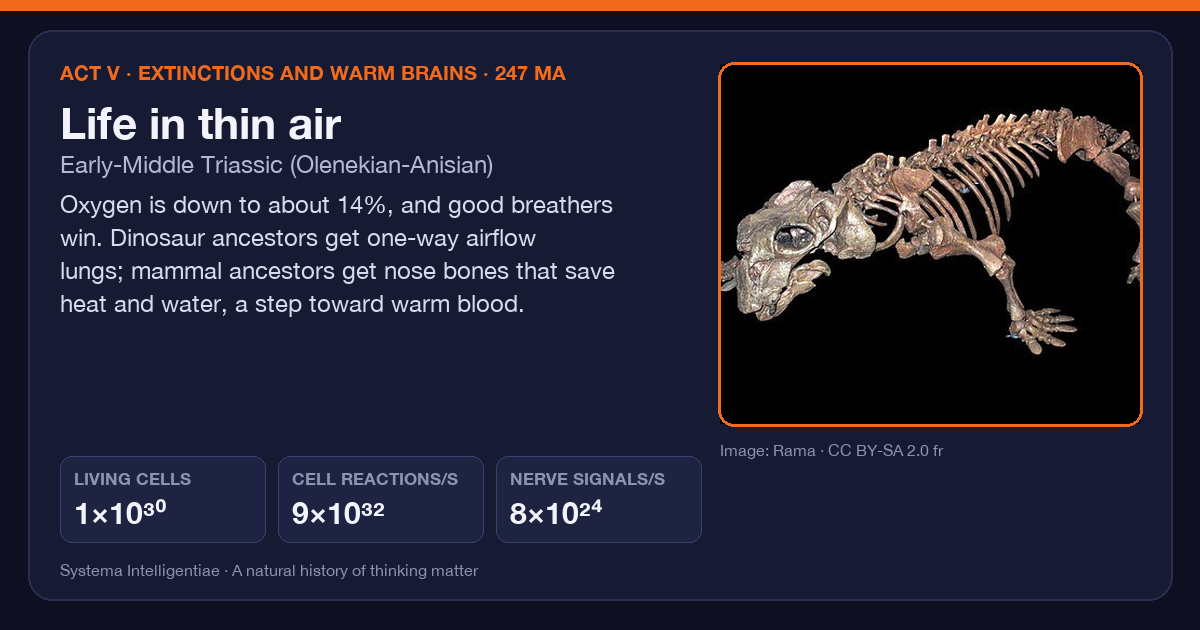 ACT V · EXTINCTIONS AND WARM BRAINS · 247 MA
Life in thin air
Early-Middle Triassic (Olenekian-Anisian)
Oxygen is down to about 14%, and good breathers
win. Dinosaur ancestors get one-way airflow
lungs; mammal ancestors get nose bones that save
heat and water, a step toward warm blood.
Image: Rama · CC BY-SA 2.0 fr
LIVING CELLS
1×10³⁰
CELL REACTIONS/S
9×10³²
NERVE SIGNALS/S
8×10²⁴
Systema Intelligentiae · A natural history of thinking matter